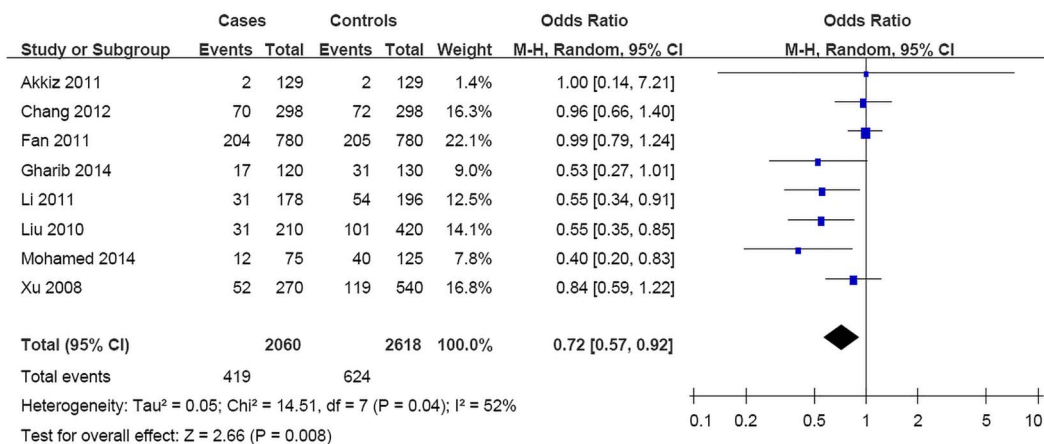 Cases Controls Odds Ratio Odds Ratio
Study or Subgroup Events Total Events Total Weight M-H, Random, 95% CI M-H, Random, 95% CI
Akkiz 2011 2 129 2 129 1.4% 1.00 [0.14, 7.21]
Chang 2012 70 298 72 298 16.3% 0.96 [0.66, 1.40]
Fan 2011 204 780 205 780 22.1% 0.99 [0.79, 1.24]
Gharib 2014 17 120 31 130 9.0% 0.53 [0.27, 1.01]
Li 2011 31 178 54 196 12.5% 0.55 [0.34, 0.91]
Liu 2010 31 210 101 420 14.1% 0.55 [0.35, 0.85]
Mohamed 2014 12 75 40 125 7.8% 0.40 [0.20, 0.83]
Xu 2008 52 270 119 540 16.8% 0.84 [0.59, 1.22]
Total (95% CI) 2060 2618 100.0% 0.72 [0.57, 0.92]
Total events 419 624
Heterogeneity: Tau² = 0.05; Chi² = 14.51, df = 7 (P = 0.04); I² = 52%
0.1 0.2 0.5 1 2 5 10
Test for overall effect: Z = 2.66 (P = 0.008)